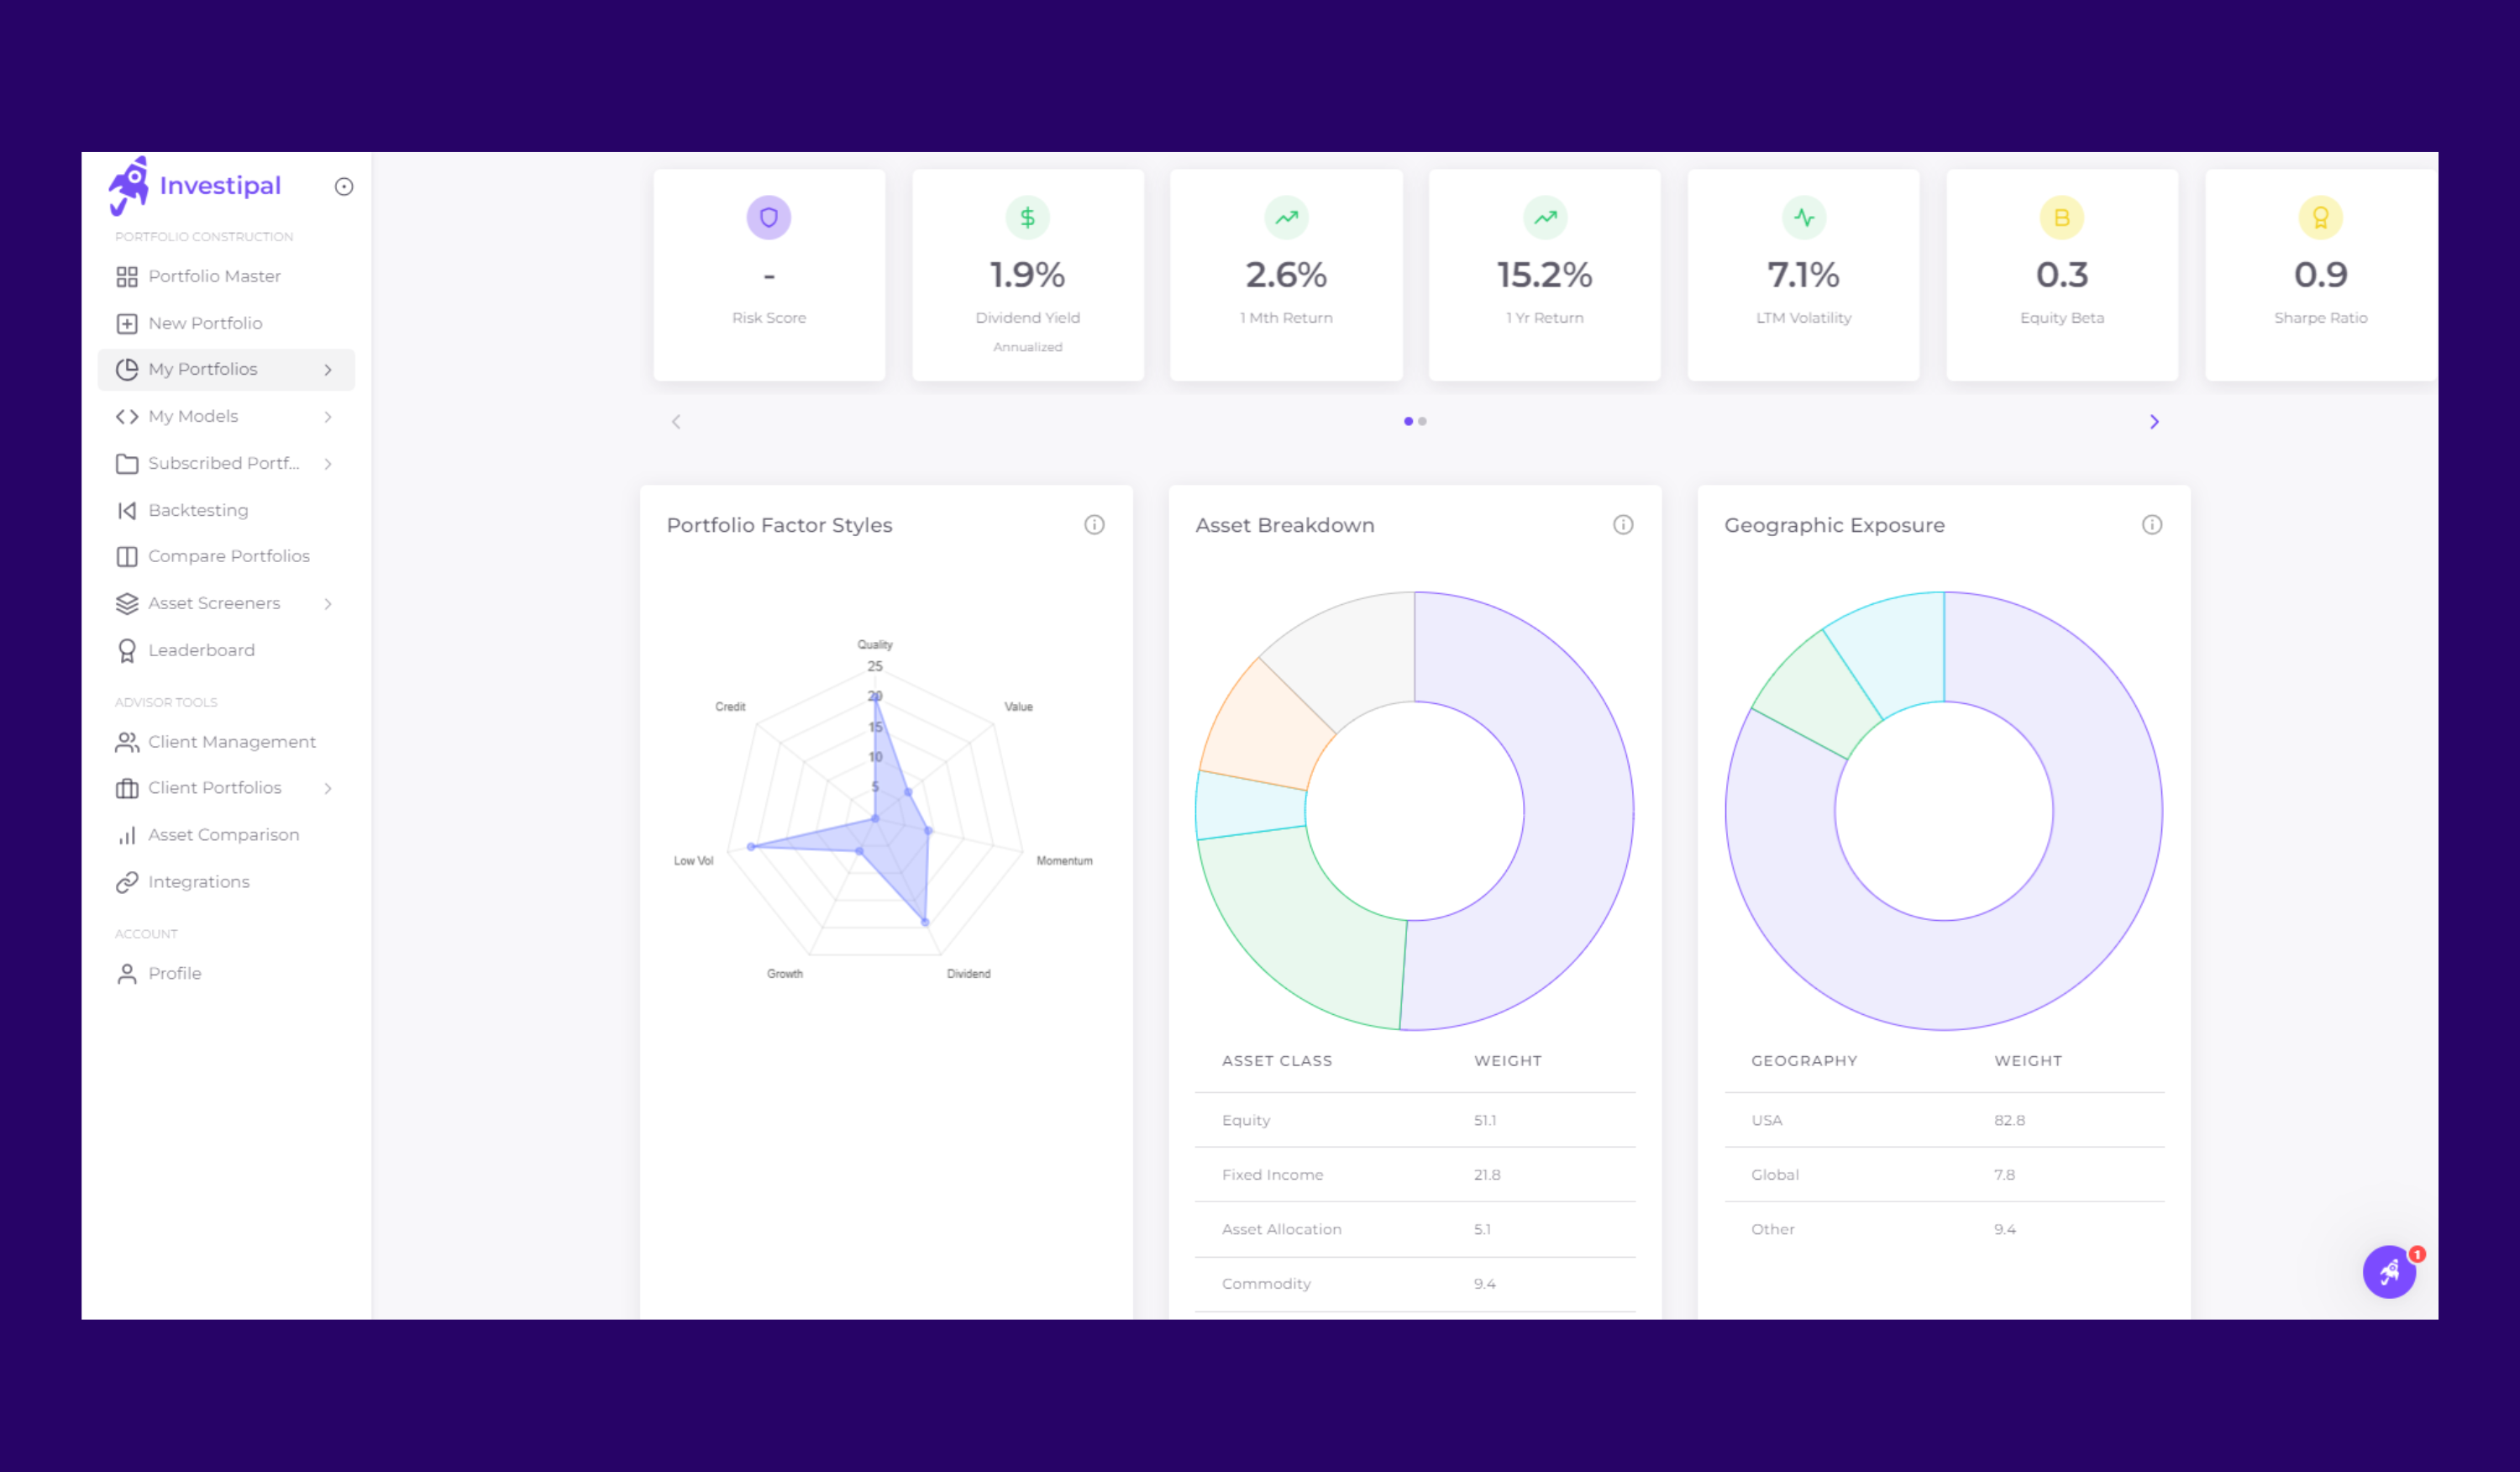 Investipal
PORTFOLIO CONSTRUCTION
Portfolio Master
New Portfolio
My Portfolios
My Models
Subscribed Portf...
Backtesting
Compare Portfolios
Asset Screeners
Leaderboard
ADVISOR TOOLS
Client Management
Client Portfolios
Asset Comparison
Integrations
ACCOUNT
Profile
-
Risk Score
1.9%
Dividend Yield
Annualized
2.6%
1 Mth Return
15.2%
1 Yr Return
7.1%
LTM Volatility
B
0.3
Equity Beta
0.9
Sharpe Ratio
Portfolio Factor Styles
Quality
25
20
15
10
5
Credit
Value
Low Vol
Momentum
Growth
Dividend
Asset Breakdown
ASSET CLASS WEIGHT
Equity 51.1
Fixed Income 21.8
Asset Allocation 5.1
Commodity 9.4
Geographic Exposure
GEOGRAPHY WEIGHT
USA 82.8
Global 7.8
Other 9.4
1